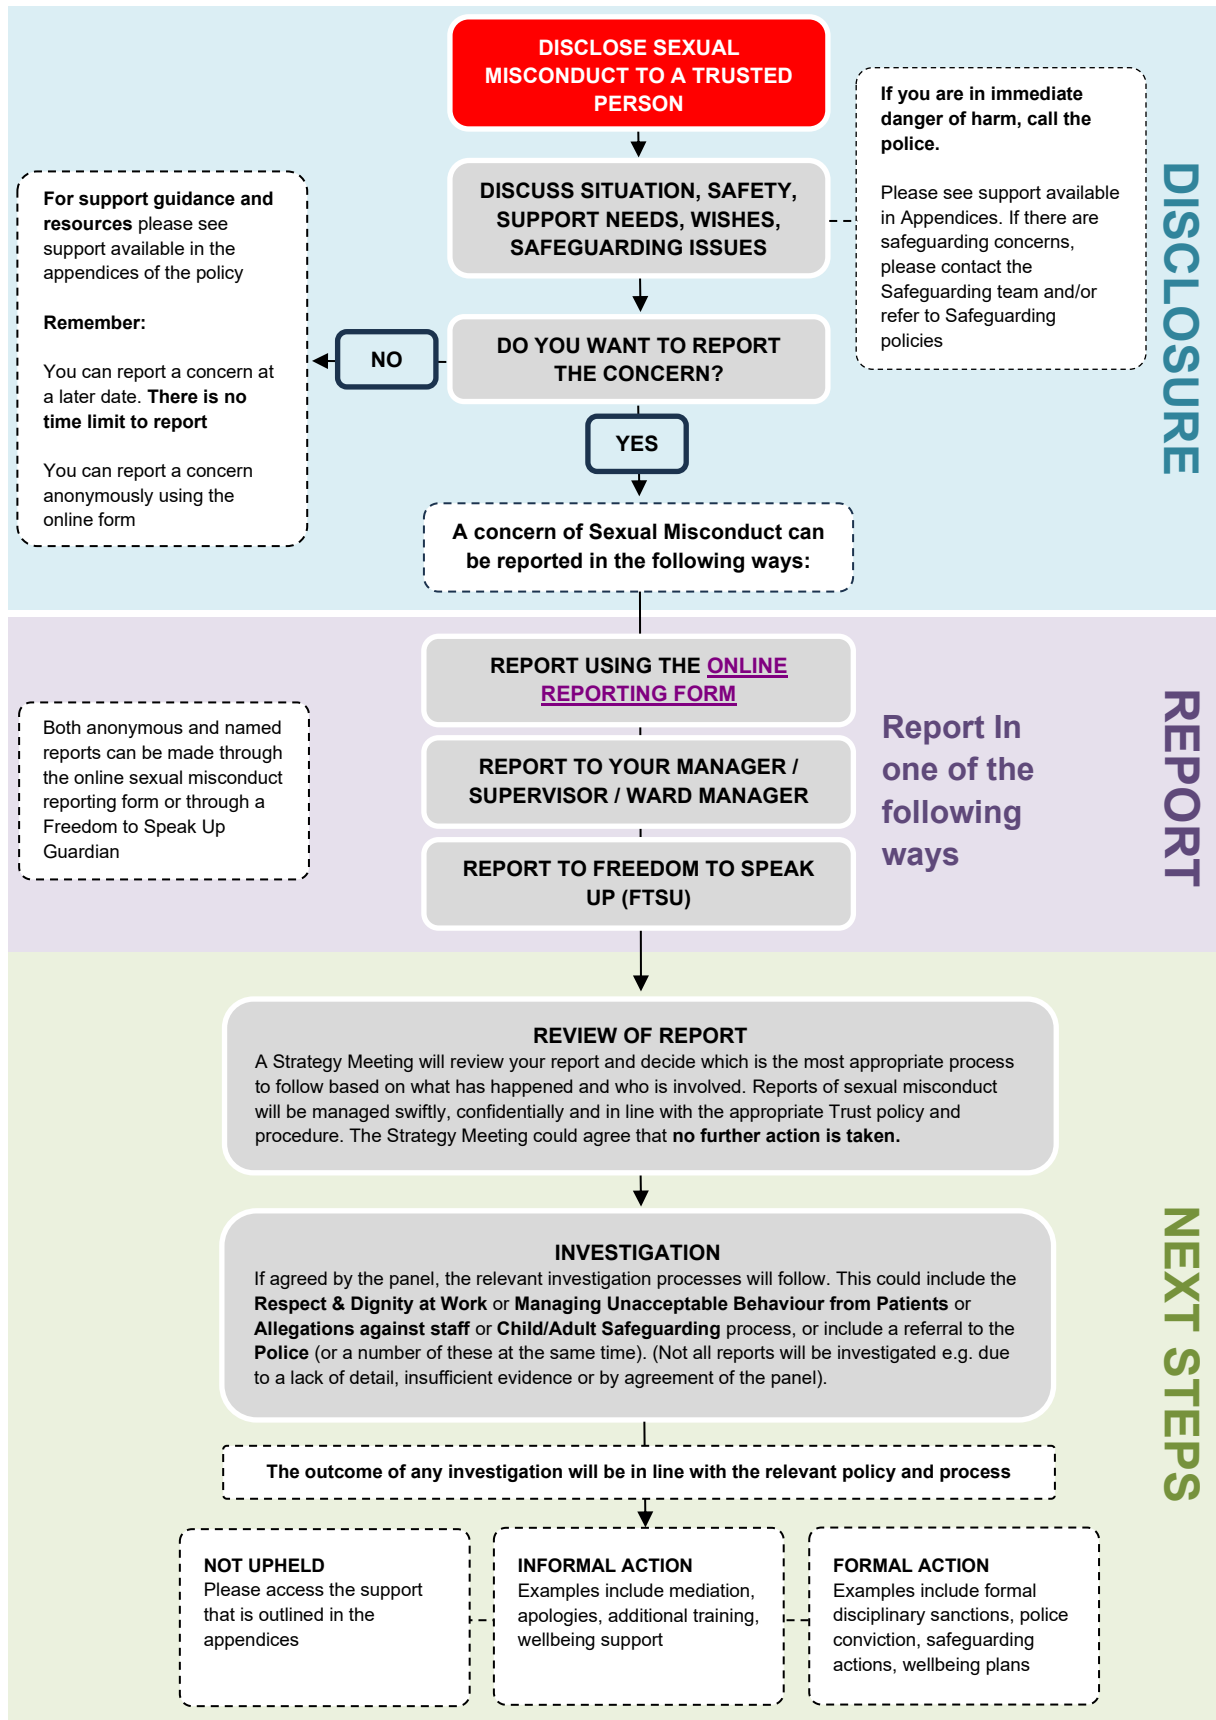 DISCLOSE SEXUAL
MISCONDUCT TO A TRUSTED
PERSON
If you are in immediate
danger of harm, call the
police.
Please see support available
in Appendices. If there are
safeguarding concerns,
please contact the
Safeguarding team and/or
refer to Safeguarding
policies
DISCLOSURE
DISCUSS SITUATION, SAFETY,
SUPPORT NEEDS, WISHES,
SAFEGUARDING ISSUES
For support guidance and
resources please see
support available in the
appendices of the policy
Remember:
You can report a concern at
a later date. There is no
time limit to report
You can report a concern
anonymously using the
online form
DO YOU WANT TO REPORT
THE CONCERN?
NO
YES
A concern of Sexual Misconduct can
be reported in the following ways:
REPORT USING THE ONLINE
REPORTING FORM
REPORT TO YOUR MANAGER /
SUPERVISOR / WARD MANAGER
REPORT TO FREEDOM TO SPEAK
UP (FTSU)
Both anonymous and named
reports can be made through
the online sexual misconduct
reporting form or through a
Freedom to Speak Up
Guardian
Report In
one of the
following
ways
REPORT
REVIEW OF REPORT
A Strategy Meeting will review your report and decide which is the most appropriate process
to follow based on what has happened and who is involved. Reports of sexual misconduct
will be managed swiftly, confidentially and in line with the appropriate Trust policy and
procedure. The Strategy Meeting could agree that no further action is taken.
INVESTIGATION
If agreed by the panel, the relevant investigation processes will follow. This could include the
Respect & Dignity at Work or Managing Unacceptable Behaviour from Patients or
Allegations against staff or Child/Adult Safeguarding process, or include a referral to the
Police (or a number of these at the same time). (Not all reports will be investigated e.g. due
to a lack of detail, insufficient evidence or by agreement of the panel).
NEXT STEPS
The outcome of any investigation will be in line with the relevant policy and process
NOT UPHELD
Please access the support
that is outlined in the
appendices
INFORMAL ACTION
Examples include mediation,
apologies, additional training,
wellbeing support
FORMAL ACTION
Examples include formal
disciplinary sanctions, police
conviction, safeguarding
actions, wellbeing plans